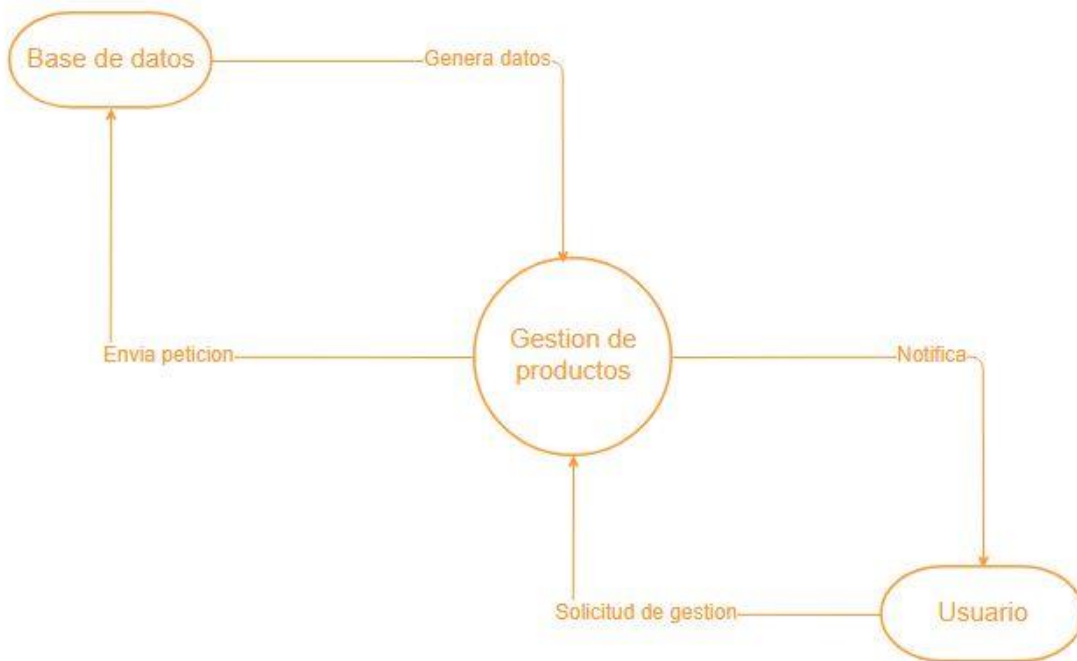 Base de datos
Genera datos
Gestion de
productos
Envia peticion
Notifica
Solicitud de gestion
Usuario